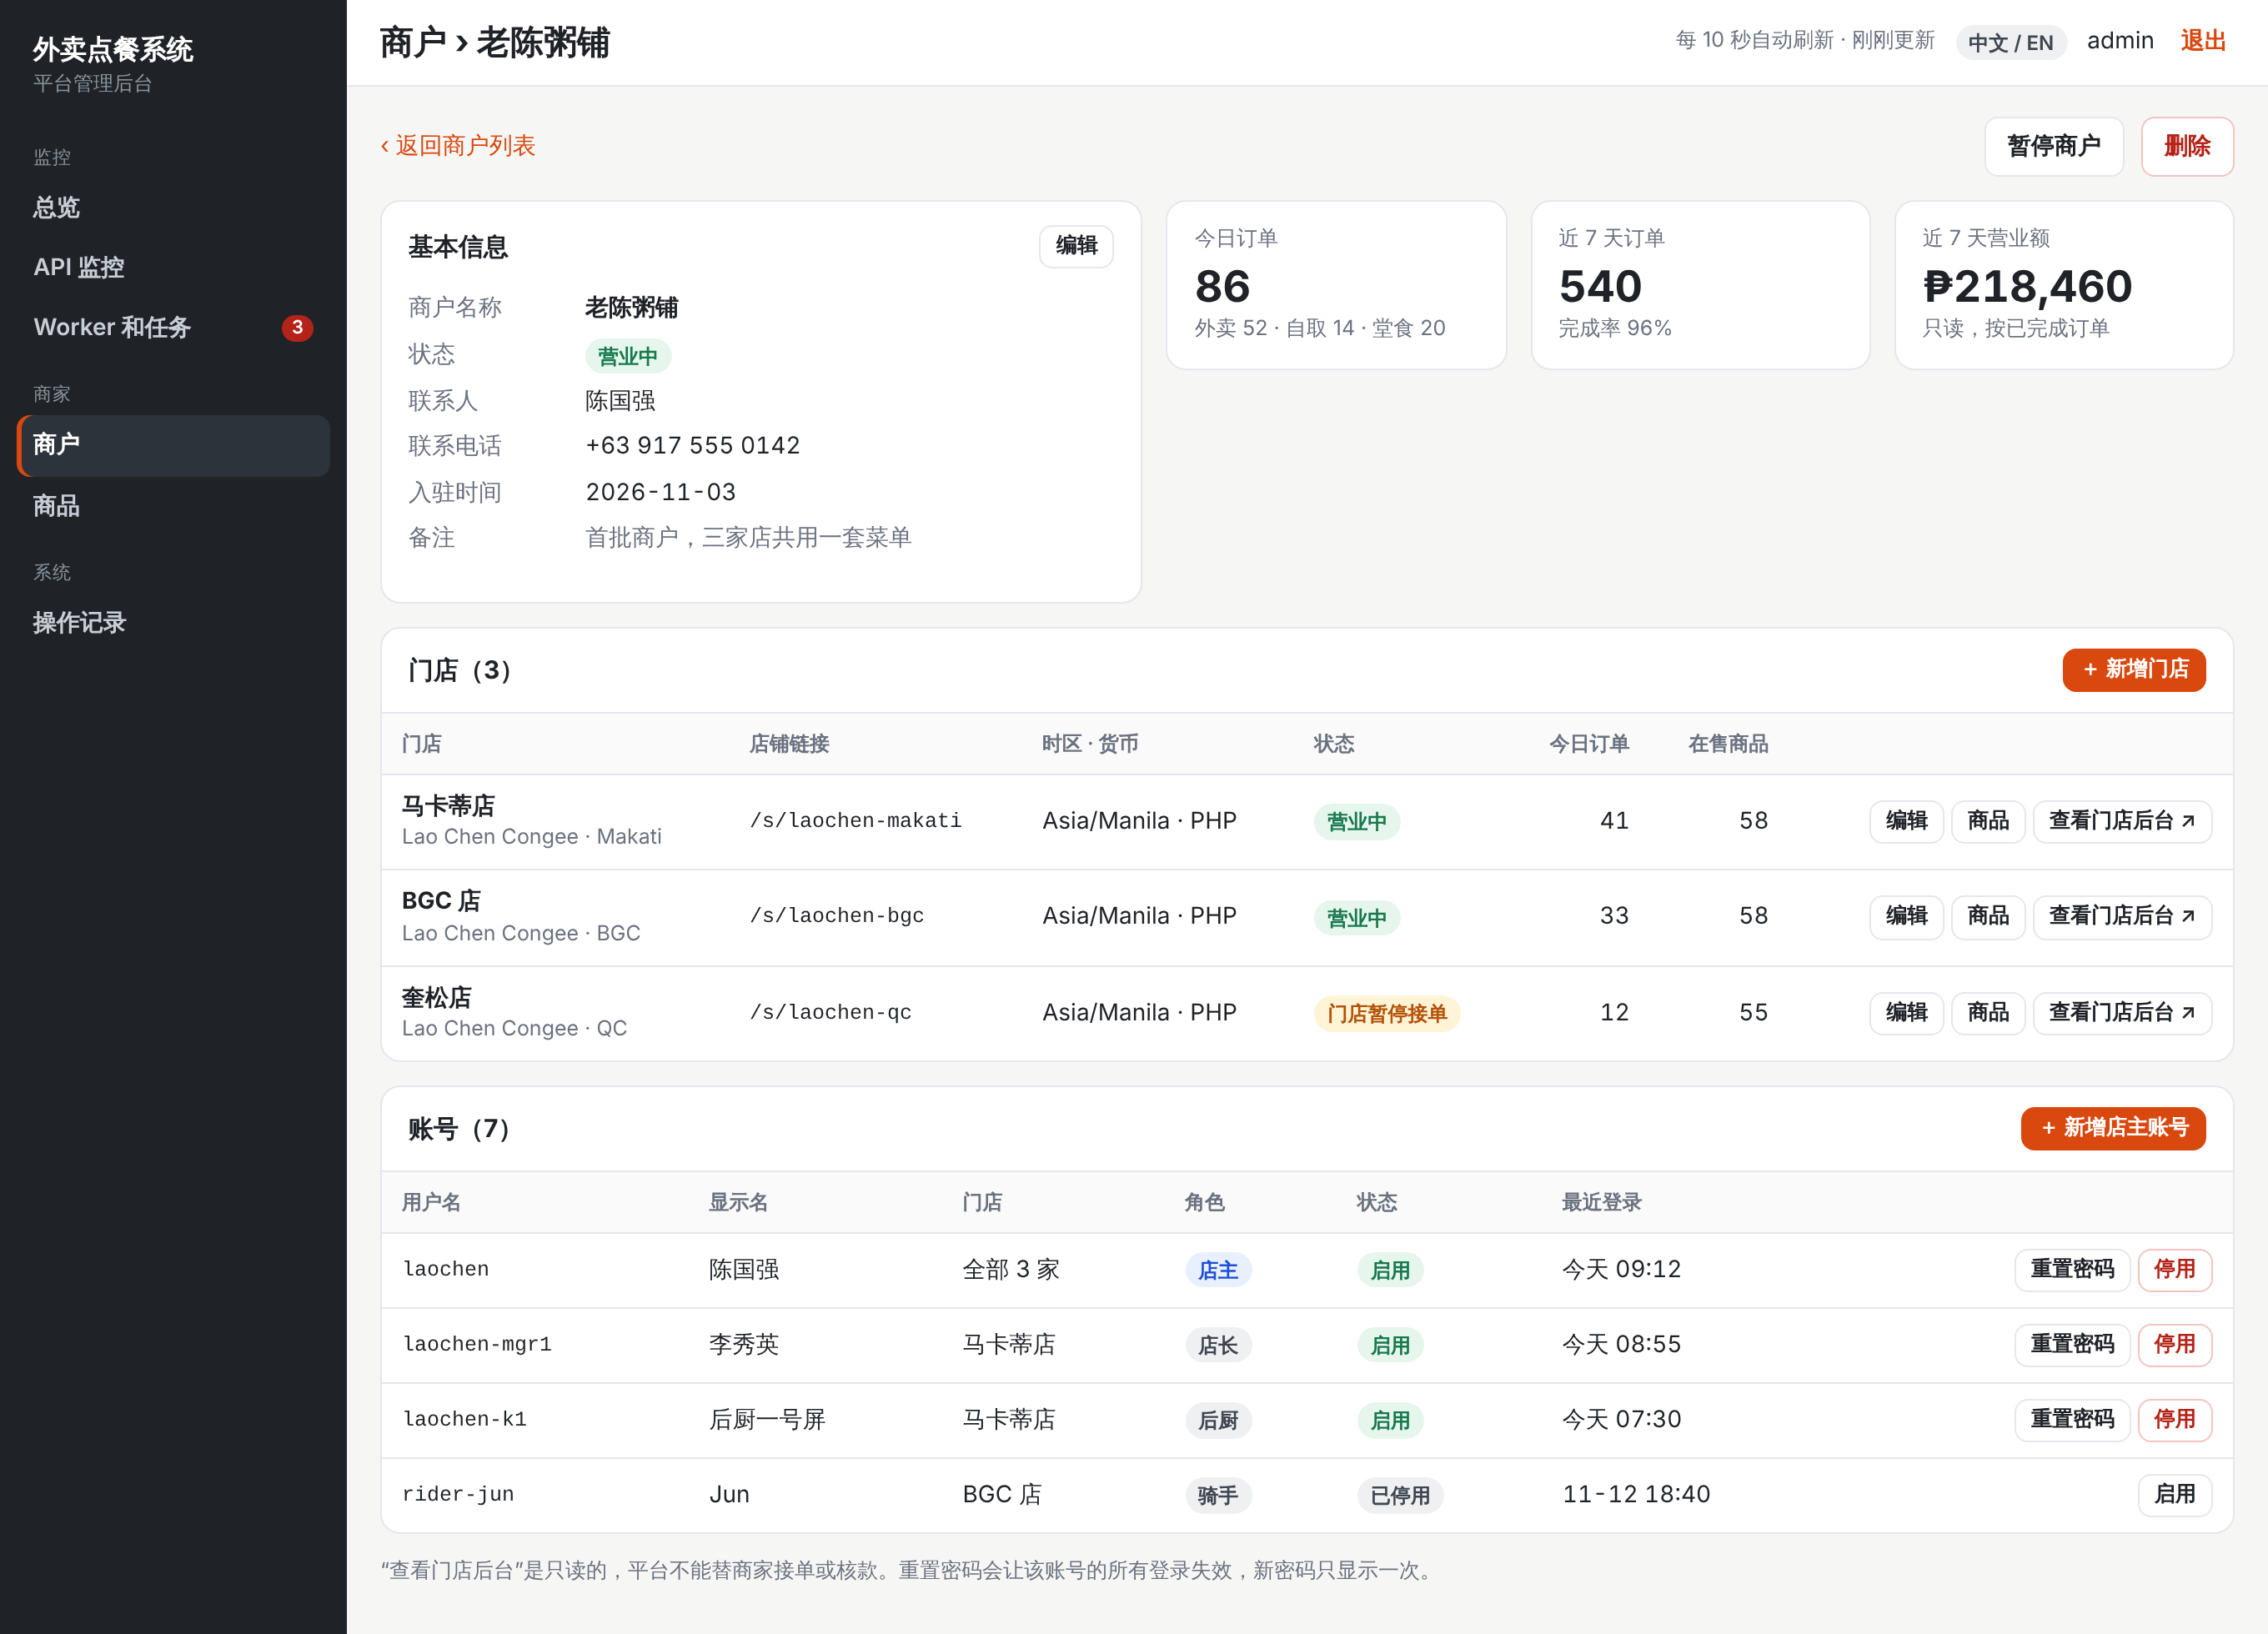 外卖点餐系统
平台管理后台
监控
总览
API 监控
Worker 和任务 3
商家
商户
商品
系统
操作记录
商户 › 老陈粥铺
每 10 秒自动刷新 · 刚刚更新 中文 / EN admin 退出
‹ 返回商户列表
暂停商户 删除
基本信息 编辑
商户名称 老陈粥铺
状态 营业中
联系人 陈国强
联系电话 +63 917 555 0142
入驻时间 2026-11-03
备注 首批商户，三家店共用一套菜单
今日订单
86
外卖 52 · 自取 14 · 堂食 20
近 7 天订单
540
完成率 96%
近 7 天营业额
₱218,460
只读，按已完成订单
门店（3） + 新增门店
门店 店铺链接 时区 · 货币 状态 今日订单 在售商品
马卡蒂店
Lao Chen Congee · Makati
/s/laochen-makati Asia/Manila · PHP 营业中 41 58 编辑 商品 查看门店后台 ↗
BGC 店
Lao Chen Congee · BGC
/s/laochen-bgc Asia/Manila · PHP 营业中 33 58 编辑 商品 查看门店后台 ↗
奎松店
Lao Chen Congee · QC
/s/laochen-qc Asia/Manila · PHP 门店暂停接单 12 55 编辑 商品 查看门店后台 ↗
账号（7） + 新增店主账号
用户名 显示名 门店 角色 状态 最近登录
laochen 陈国强 全部 3 家 店主 启用 今天 09:12 重置密码 停用
laochen-mgr1 李秀英 马卡蒂店 店长 启用 今天 08:55 重置密码 停用
laochen-k1 后厨一号屏 马卡蒂店 后厨 启用 今天 07:30 重置密码 停用
rider-jun Jun BGC 店 骑手 已停用 11-12 18:40 启用
“查看门店后台”是只读的，平台不能替商家接单或核款。重置密码会让该账号的所有登录失效，新密码只显示一次。